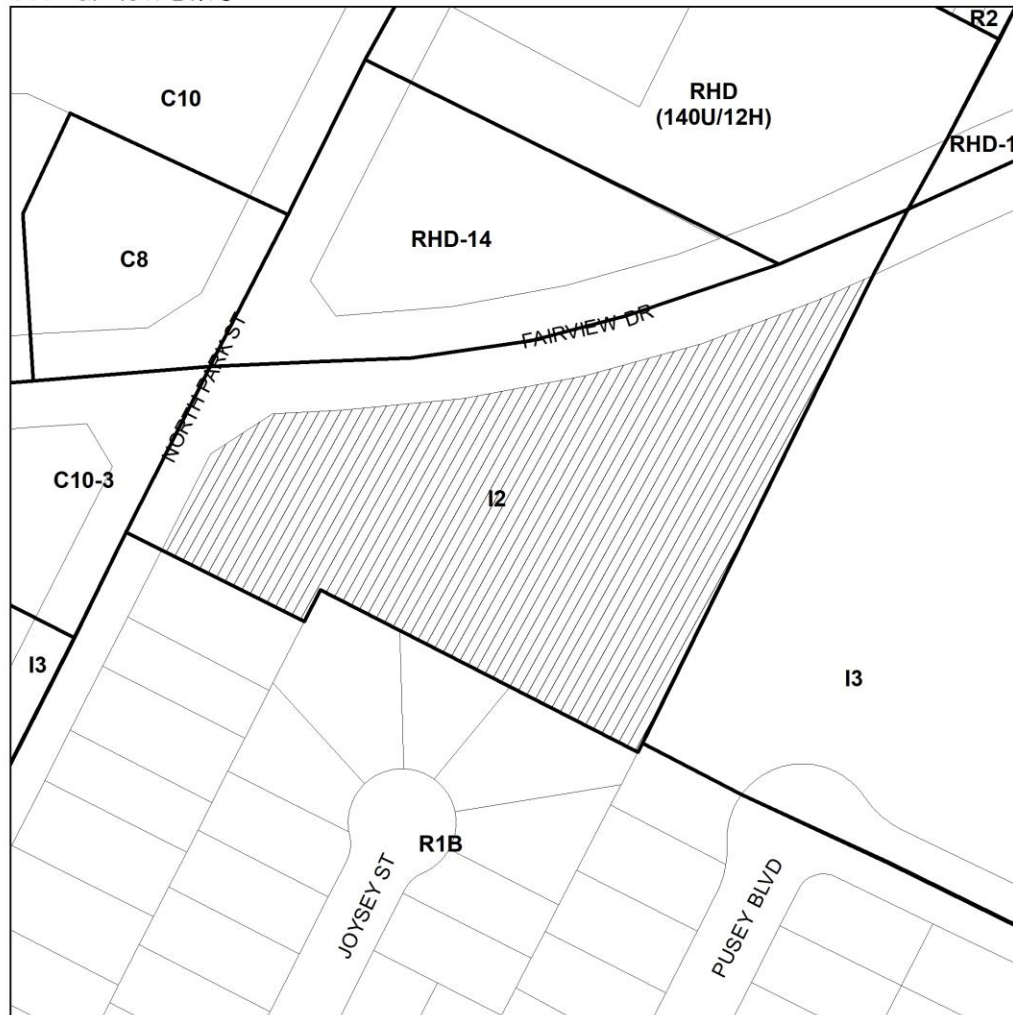 R2
C10
RHD
(140U/12H)
RHD-1
RHD-14
C8
FAIRVIEW DR
NORTH PARK ST
C10-3
I2
I3
I3
R1B
JOYSEY ST
PUSEY BLVD